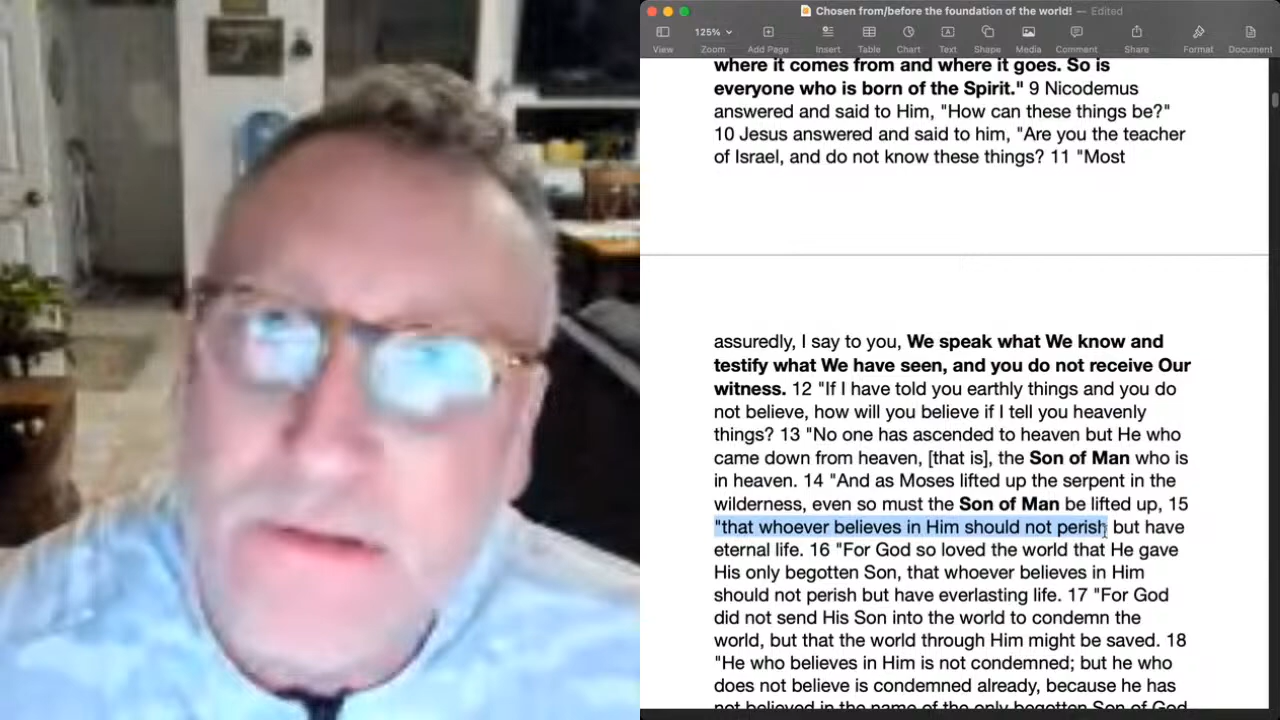 Chosen from/before the foundation of the world! — Edited
125%
View Zoom Add Page Insert Table Chart Text Shape Media Comment Share Format Document
where it comes from and where it goes. So is
everyone who is born of the Spirit." 9 Nicodemus
answered and said to Him, "How can these things be?"
10 Jesus answered and said to him, "Are you the teacher
of Israel, and do not know these things? 11 "Most
assuredly, I say to you, We speak what We know and
testify what We have seen, and you do not receive Our
witness. 12 "If I have told you earthly things and you do
not believe, how will you believe if I tell you heavenly
things? 13 "No one has ascended to heaven but He who
came down from heaven, [that is], the Son of Man who is
in heaven. 14 "And as Moses lifted up the serpent in the
wilderness, even so must the Son of Man be lifted up, 15
"that whoever believes in Him should not perish but have
eternal life. 16 "For God so loved the world that He gave
His only begotten Son, that whoever believes in Him
should not perish but have everlasting life. 17 "For God
did not send His Son into the world to condemn the
world, but that the world through Him might be saved. 18
"He who believes in Him is not condemned; but he who
does not believe is condemned already, because he has
not believed in the name of the only begotten Son of God